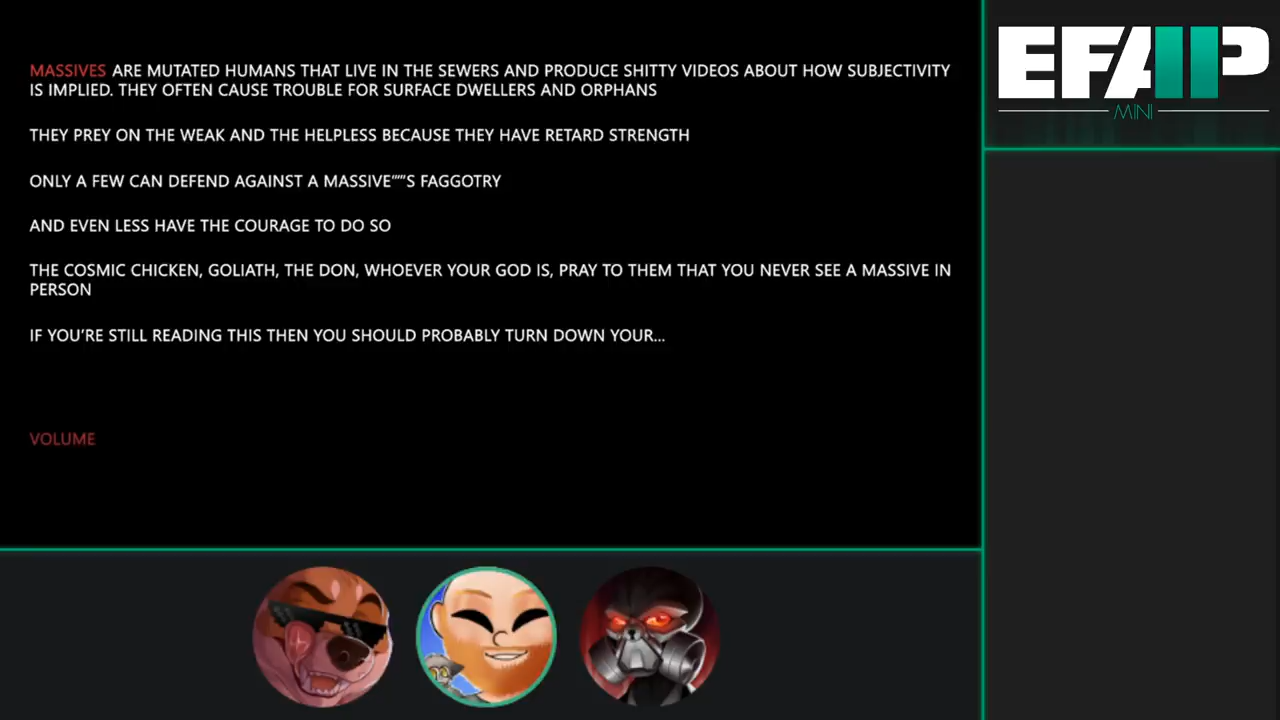 MASSIVES ARE MUTATED HUMANS THAT LIVE IN THE SEWERS AND PRODUCE SHITTY VIDEOS ABOUT HOW SUBJECTIVITY
IS IMPLIED. THEY OFTEN CAUSE TROUBLE FOR SURFACE DWELLERS AND ORPHANS
THEY PREY ON THE WEAK AND THE HELPLESS BECAUSE THEY HAVE RETARD STRENGTH
ONLY A FEW CAN DEFEND AGAINST A MASSIVE“””S FAGGOTRY
AND EVEN LESS HAVE THE COURAGE TO DO SO
THE COSMIC CHICKEN, GOLIATH, THE DON, WHOEVER YOUR GOD IS, PRAY TO THEM THAT YOU NEVER SEE A MASSIVE IN
PERSON
IF YOU’RE STILL READING THIS THEN YOU SHOULD PROBABLY TURN DOWN YOUR...
VOLUME
EFAP
MINI